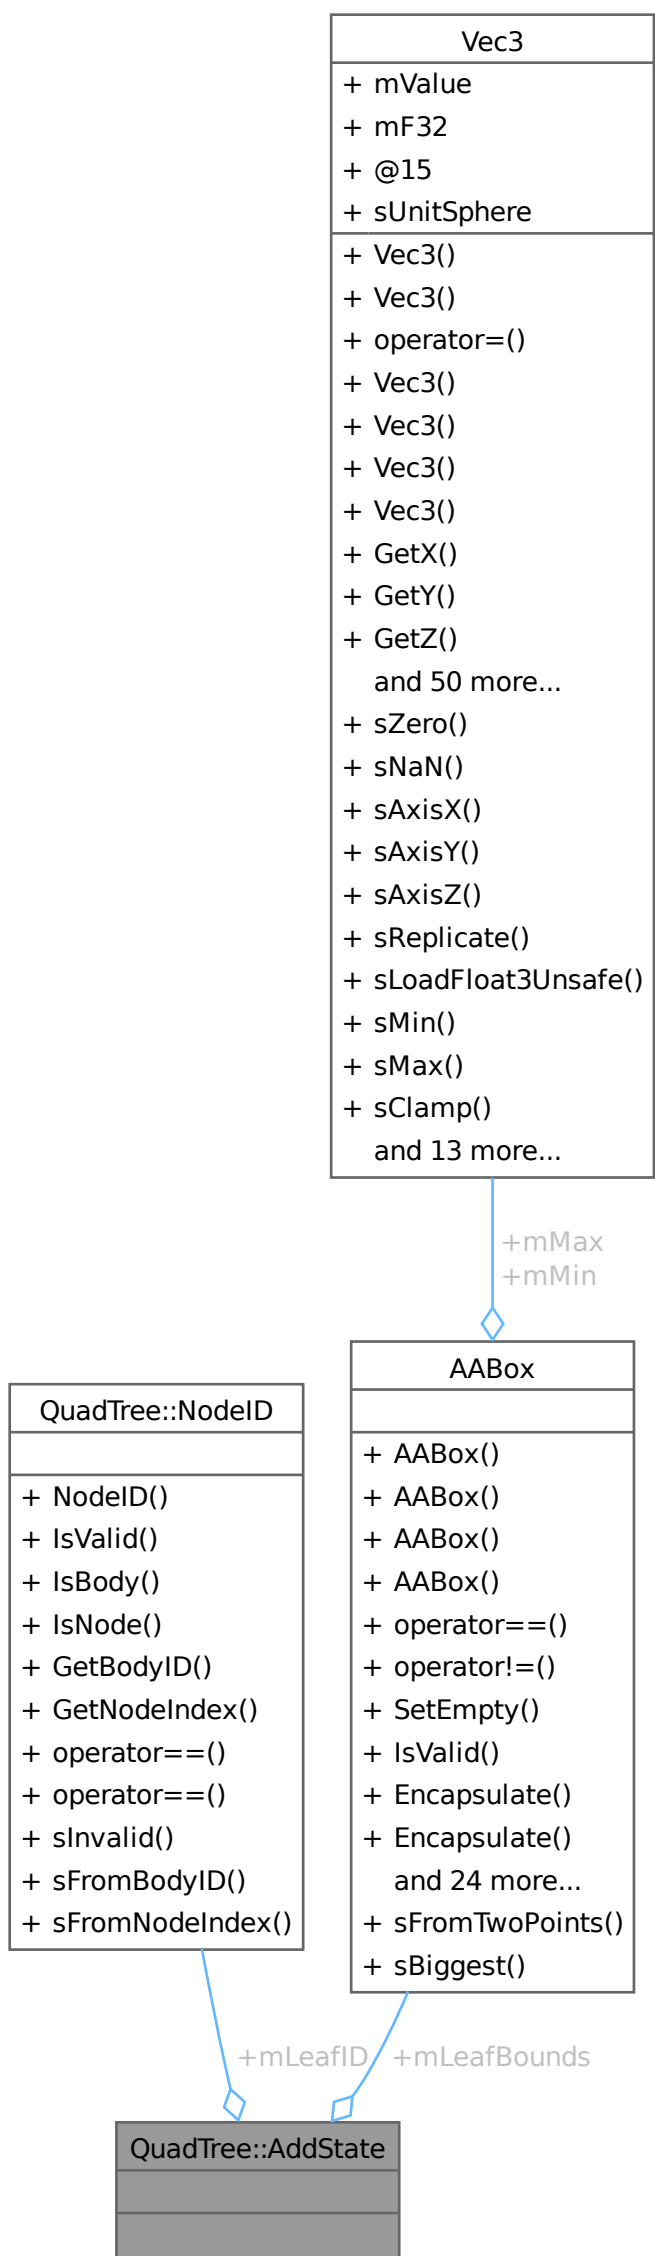 Vec3
+ mValue
+ mF32
+ @15
+ sUnitSphere
+ Vec3()
+ Vec3()
+ operator=()
+ Vec3()
+ Vec3()
+ Vec3()
+ Vec3()
+ GetX()
+ GetY()
+ GetZ()
and 50 more...
+ sZero()
+ sNaN()
+ sAxisX()
+ sAxisY()
+ sAxisZ()
+ sReplicate()
+ sLoadFloat3Unsafe()
+ sMin()
+ sMax()
+ sClamp()
and 13 more...
+mMax
+mMin
AABox
+ AABox()
+ AABox()
+ AABox()
+ AABox()
+ operator==()
+ operator!=()
+ SetEmpty()
+ IsValid()
+ Encapsulate()
+ Encapsulate()
and 24 more...
+ sFromTwoPoints()
+ sBiggest()
QuadTree::NodeID
+ NodeID()
+ IsValid()
+ IsBody()
+ IsNode()
+ GetBodyID()
+ GetNodeIndex()
+ operator==()
+ operator==()
+ sInvalid()
+ sFromBodyID()
+ sFromNodeIndex()
+mLeafID
+mLeafBounds
QuadTree::AddState